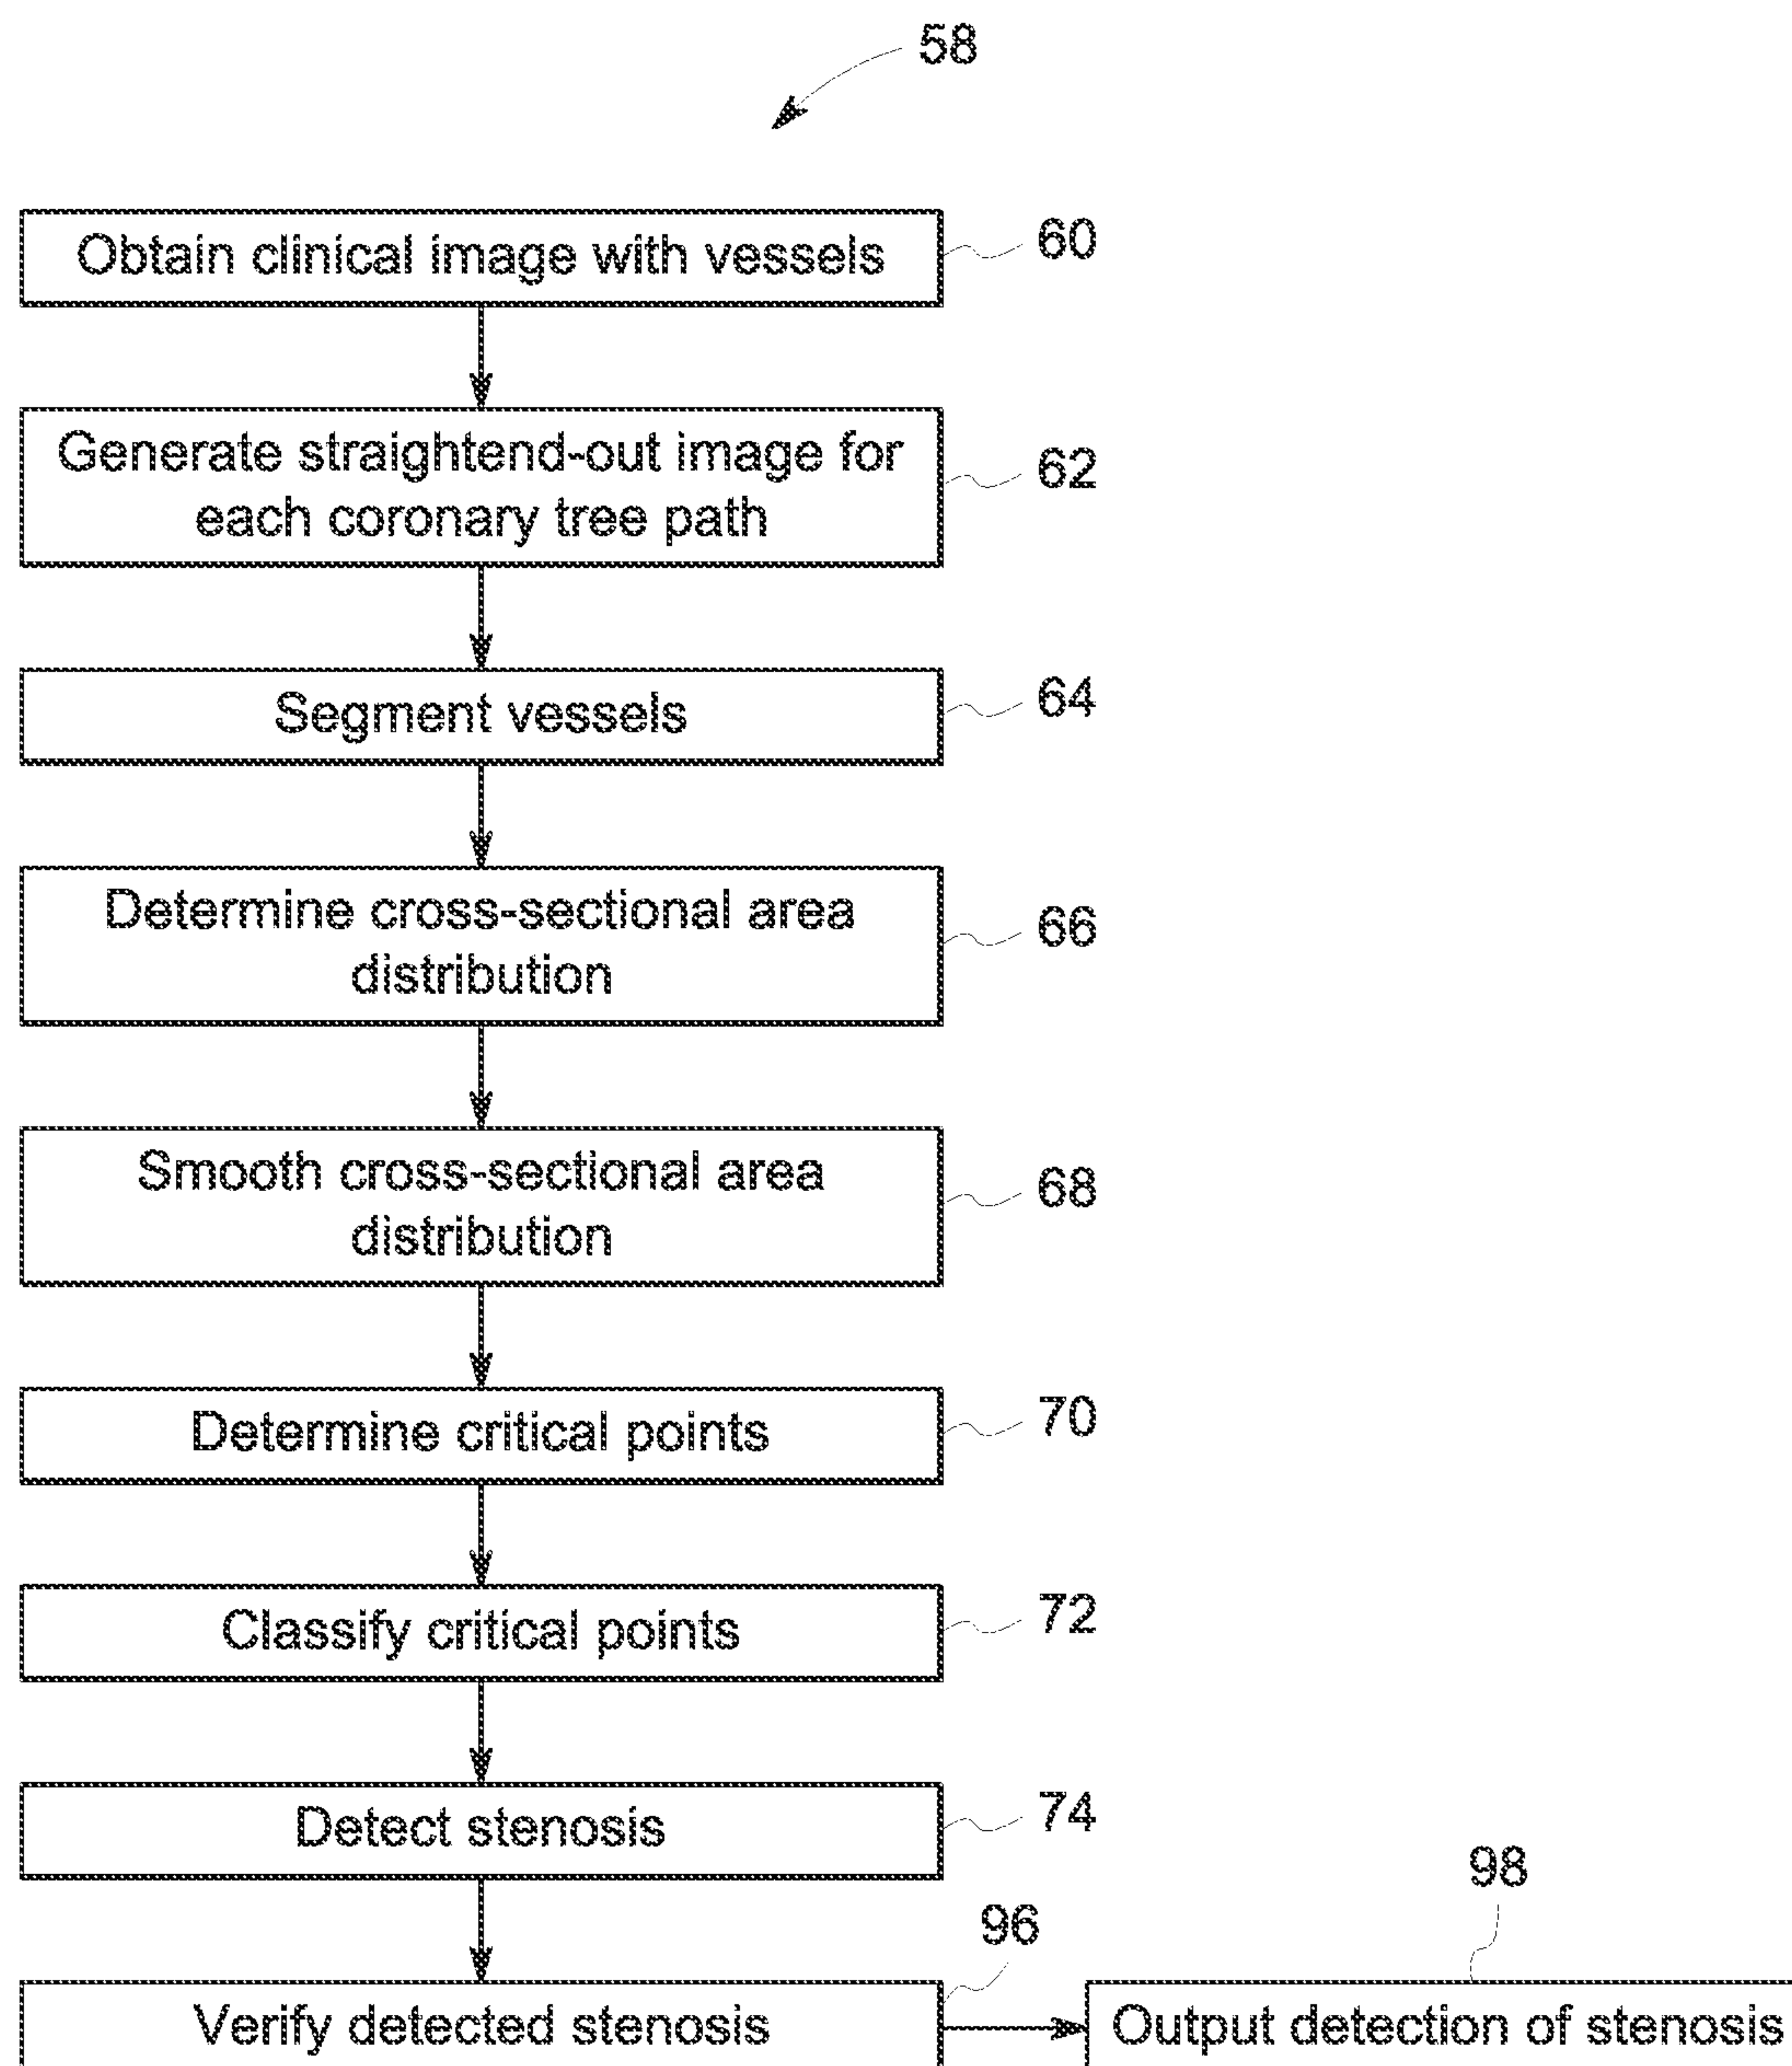 58
Obtain clinical image with vessels
60
Generate straightend-out image for
each coronary tree path
62
Segment vessels
64
Determine cross-sectional area
distribution
66
Smooth cross-sectional area
distribution
68
Determine critical points
70
Classify critical points
72
Detect stenosis
74
Verify detected stenosis
96
Output detection of stenosis
98